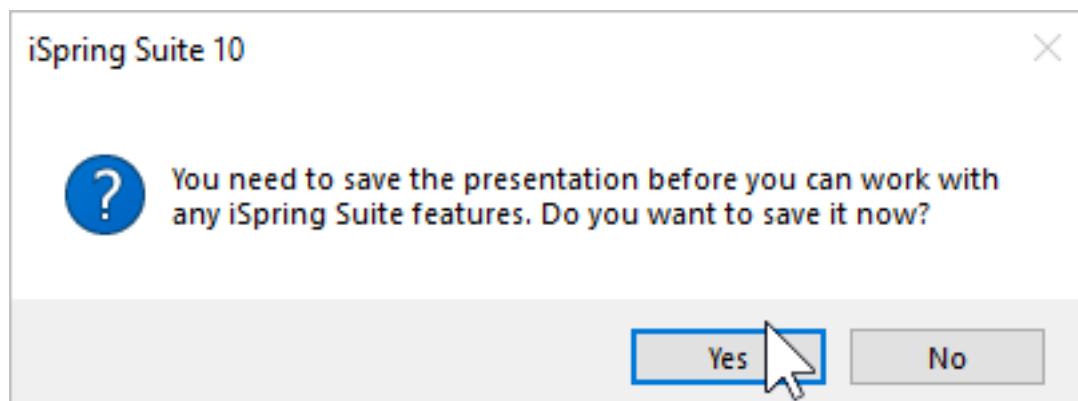 iSpring Suite 10
You need to save the presentation before you can work with
any iSpring Suite features. Do you want to save it now?
Yes
No